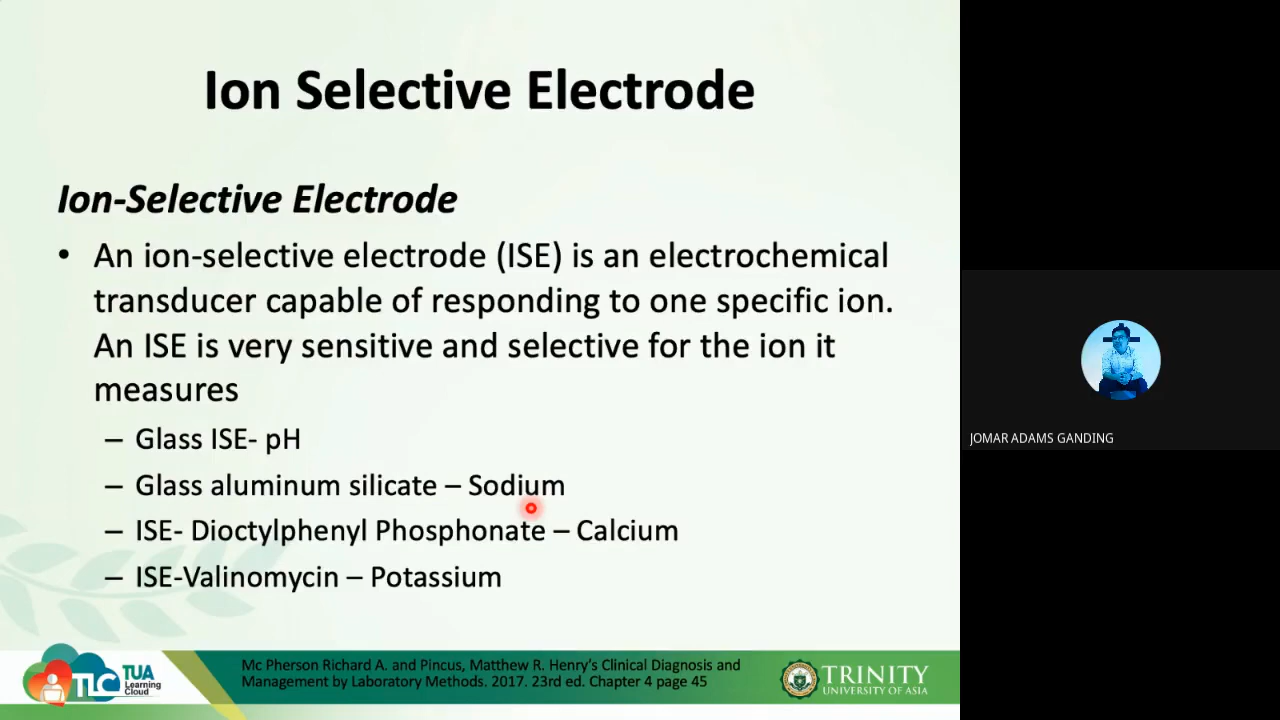 Ion Selective Electrode
Ion-Selective Electrode
• An ion-selective electrode (ISE) is an electrochemical
transducer capable of responding to one specific ion.
An ISE is very sensitive and selective for the ion it
measures
– Glass ISE- pH
– Glass aluminum silicate – Sodium
– ISE- Dioctylphenyl Phosphonate – Calcium
– ISE-Valinomycin – Potassium
JOMAR ADAMS GANDING
TLC
TUA
Learning
Cloud
Mc Pherson Richard A. and Pincus, Matthew R. Henry's Clinical Diagnosis and
Management by Laboratory Methods. 2017. 23rd ed. Chapter 4 page 45
TRINITY
UNIVERSITY OF ASIA